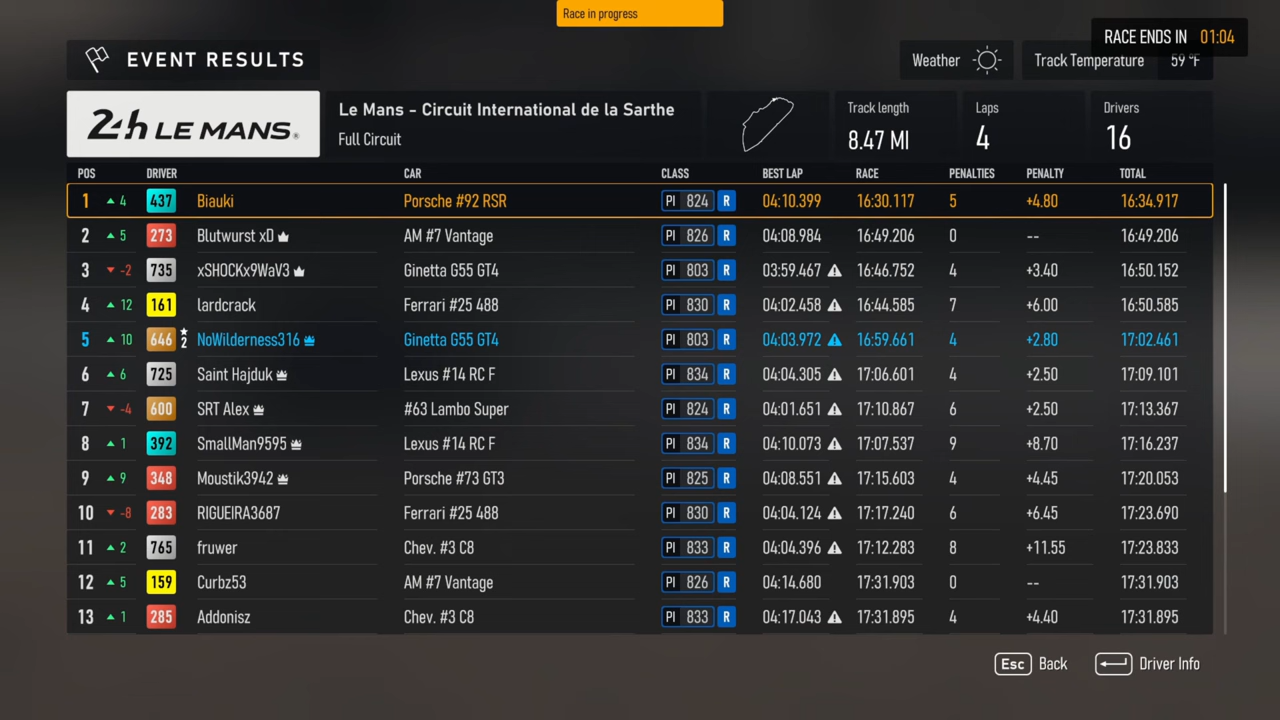 Race in progress
RACE ENDS IN 01:04
EVENT RESULTS
Weather
Track Temperature 59 °F
24h LE MANS®
Le Mans - Circuit International de la Sarthe
Full Circuit
Track length
8.47 MI
Laps
4
Drivers
16
POS DRIVER CAR CLASS BEST LAP RACE PENALTIES PENALTY TOTAL
1 4 437 Biauki Porsche #92 RSR PI 824 R 04:10.399 16:30.117 5 +4.80 16:34.917
2 5 273 Blutwurst xD AM #7 Vantage PI 826 R 04:08.984 16:49.206 0 -- 16:49.206
3 -2 735 xSHOCKx9WaV3 Ginetta G55 GT4 PI 803 R 03:59.467 16:46.752 4 +3.40 16:50.152
4 12 161 lardcrack Ferrari #25 488 PI 830 R 04:02.458 16:44.585 7 +6.00 16:50.585
5 10 646 2 NoWilderness316 Ginetta G55 GT4 PI 803 R 04:03.972 16:59.661 4 +2.80 17:02.461
6 6 725 Saint Hajduk Lexus #14 RC F PI 834 R 04:04.305 17:06.601 4 +2.50 17:09.101
7 -4 600 SRT Alex #63 Lambo Super PI 824 R 04:01.651 17:10.867 6 +2.50 17:13.367
8 1 392 SmallMan9595 Lexus #14 RC F PI 834 R 04:10.073 17:07.537 9 +8.70 17:16.237
9 9 348 Moustik3942 Porsche #73 GT3 PI 825 R 04:08.551 17:15.603 4 +4.45 17:20.053
10 -8 283 RIGUEIRA3687 Ferrari #25 488 PI 830 R 04:04.124 17:17.240 6 +6.45 17:23.690
11 2 765 fruwer Chev. #3 C8 PI 833 R 04:04.396 17:12.283 8 +11.55 17:23.833
12 5 159 Curbz53 AM #7 Vantage PI 826 R 04:14.680 17:31.903 0 -- 17:31.903
13 1 285 Addonisz Chev. #3 C8 PI 833 R 04:17.043 17:31.895 4 +4.40 17:31.895
Esc Back Driver Info